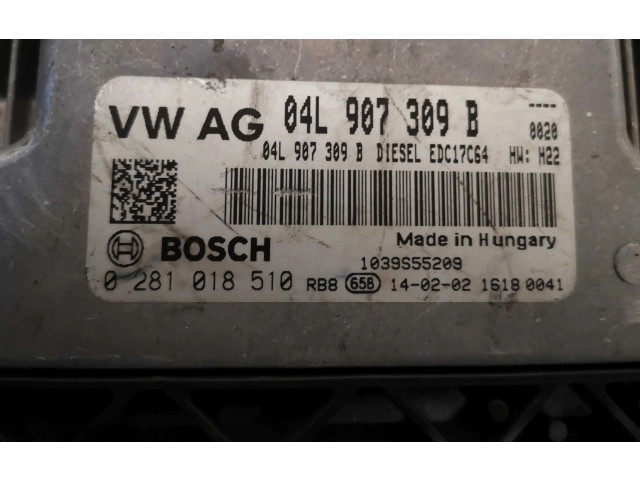 VW AG 04L 907 309 B ----
0020
04L 907 309 B DIESEL EDC17C64 HW: H22
BOSCH Made in Hungary
1039S55209
0 281 018 510 RB8 658 14-02-02 1618 0041